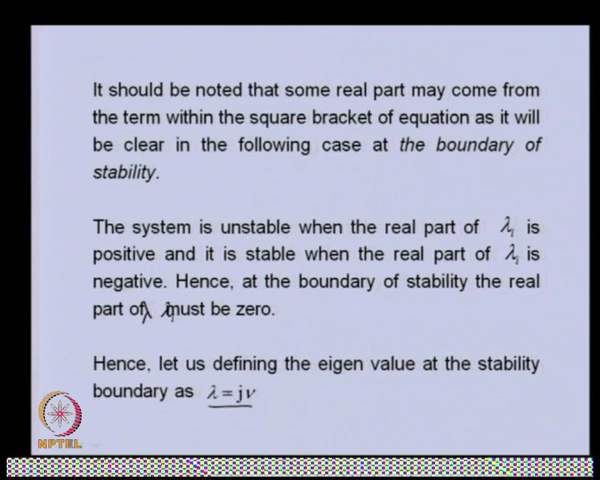 It should be noted that some real part may come from
the term within the square bracket of equation as it will
be clear in the following case at the boundary of
stability.
The system is unstable when the real part of λ₁ is
positive and it is stable when the real part of λ₁ is
negative. Hence, at the boundary of stability the real
part of λ must be zero.
Hence, let us defining the eigen value at the stability
boundary as λ = jν
NPTEL